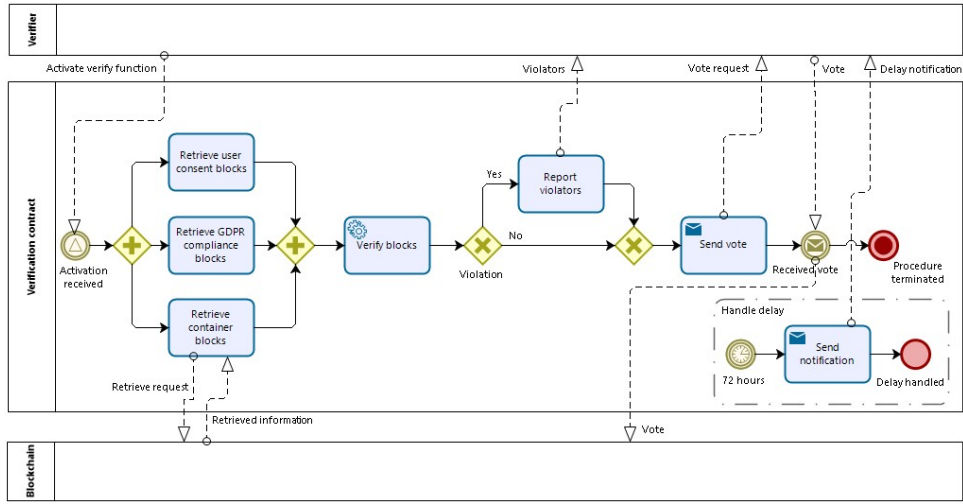 Verifier
Activate verify function
Violators
Vote request
Vote
Delay notification
Verification contract
Retrieve user
consent blocks
Retrieve GDPR
compliance
blocks
Retrieve
container
blocks
Activation
received
Verify blocks
Yes
No
Violation
Report
violators
Send vote
Received vote
Procedure
terminated
Handle delay
72 hours
Send
notification
Delay handled
Retrieve request
Retrieved information
Vote
Blockchain